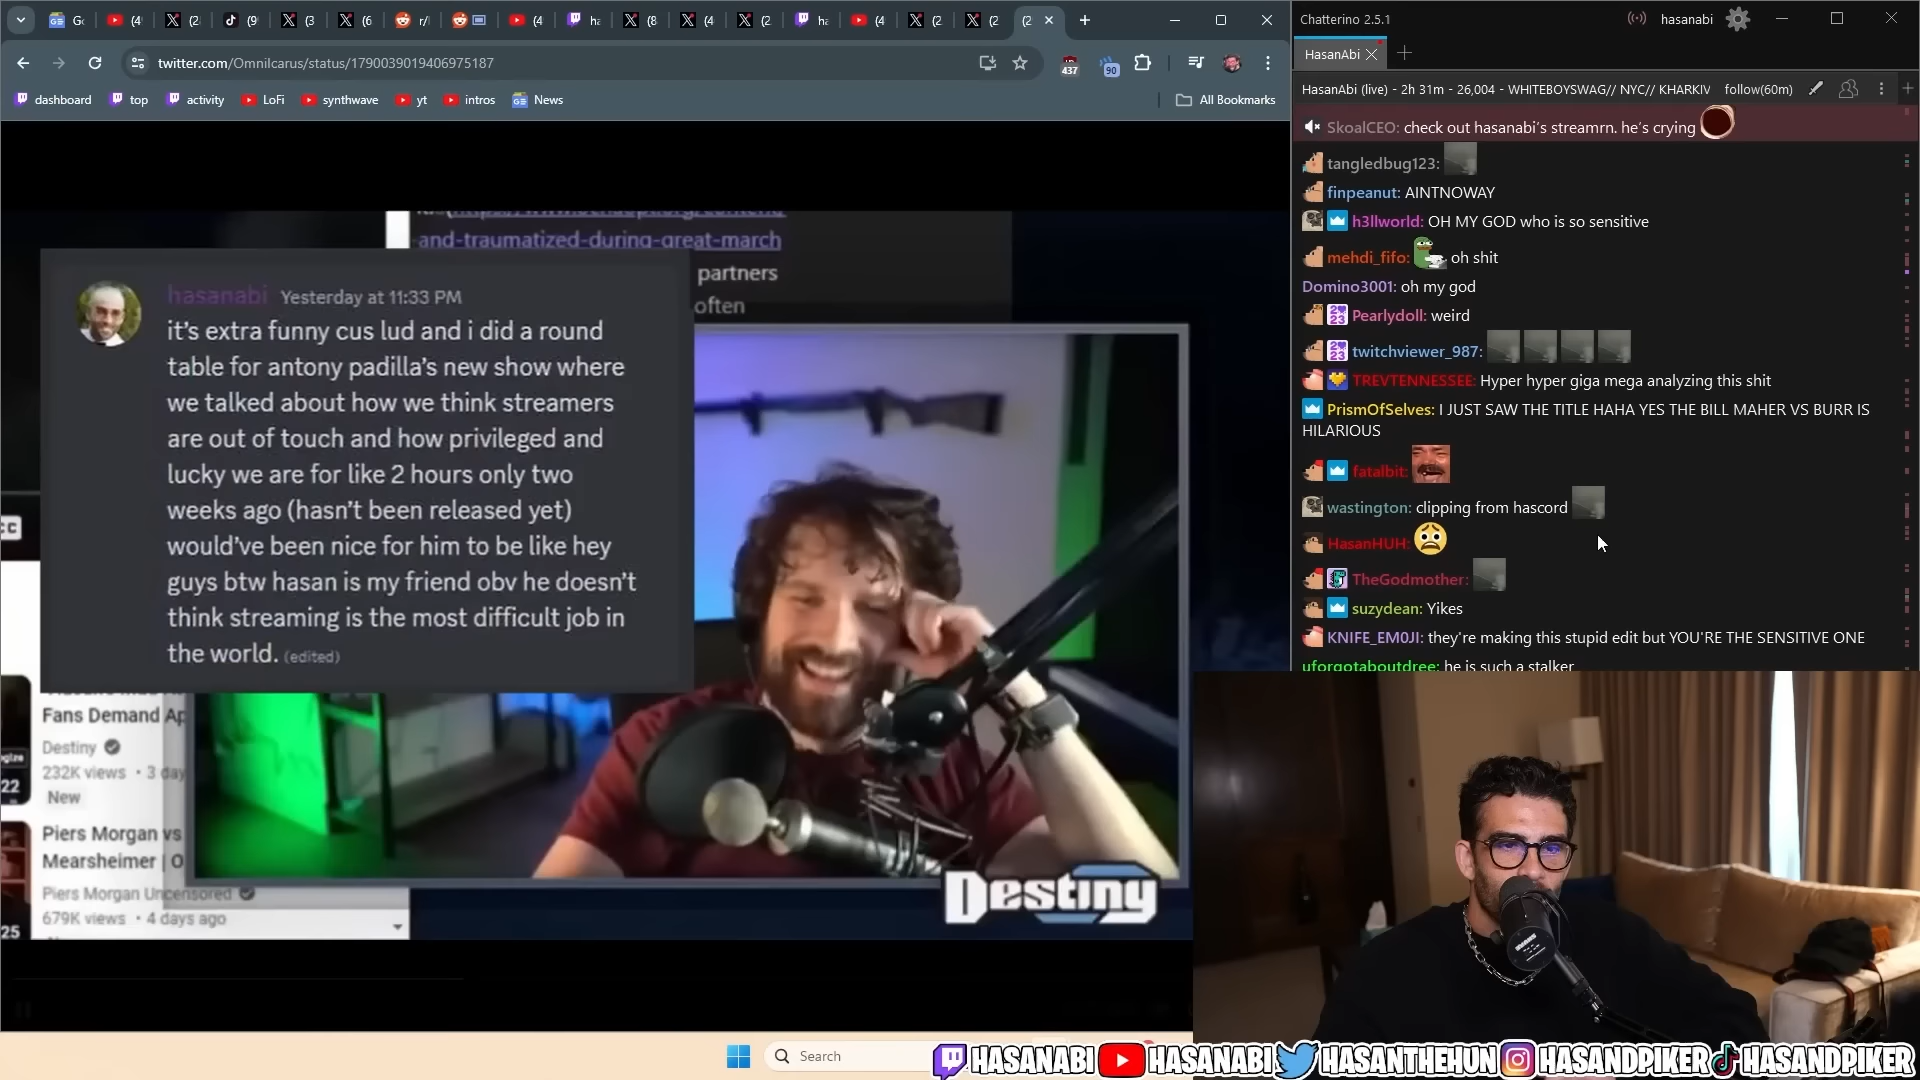 twitter.com/OmniIcarus/status/1790039019406975187
437
90
dashboard
top
activity
LoFi
synthwave
yt
intros
News
All Bookmarks
-and-traumatized-during-great-march
partners
often
hasanabi Yesterday at 11:33 PM
it's extra funny cus lud and i did a round
table for antony padilla's new show where
we talked about how we think streamers
are out of touch and how privileged and
lucky we are for like 2 hours only two
weeks ago (hasn't been released yet)
would've been nice for him to be like hey
guys btw hasan is my friend obv he doesn't
think streaming is the most difficult job in
the world. (edited)
Fans Demand Ap
Destiny
232K views • 3 day
New
22
Piers Morgan vs
Mearsheimer | O
Piers Morgan Uncensored
679K views • 4 days ago
25
Destiny
Search
Chatterino 2.5.1
hasanabi
HasanAbi
HasanAbi (live) - 2h 31m - 26,004 - WHITEBOYSWAG// NYC// KHARKIV follow(60m)
SkoalCEO: check out hasanabi's streamrn. he's crying
tangledbug123:
finpeanut: AINTNOWAY
h3llworld: OH MY GOD who is so sensitive
mehdi_fifo: oh shit
Domino3001: oh my god
Pearlydoll: weird
twitchviewer_987:
TREVTENNESSEE: Hyper hyper giga mega analyzing this shit
PrismOfSelves: I JUST SAW THE TITLE HAHA YES THE BILL MAHER VS BURR IS
HILARIOUS
fatalbit:
wastington: clipping from hascord
HasanHUH:
TheGodmother:
suzydean: Yikes
KNIFE_EM0JI: they're making this stupid edit but YOU'RE THE SENSITIVE ONE
uforgotaboutdree: he is such a stalker
HASANABI HASANABI HASANTHEHUN HASANDPIKER HASANDPIKER